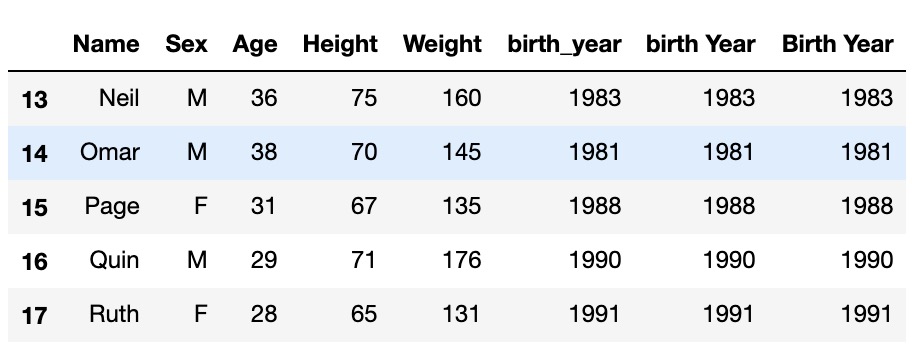 Name Sex Age Height Weight birth_year birth Year Birth Year
13 Neil M 36 75 160 1983 1983 1983
14 Omar M 38 70 145 1981 1981 1981
15 Page F 31 67 135 1988 1988 1988
16 Quin M 29 71 176 1990 1990 1990
17 Ruth F 28 65 131 1991 1991 1991